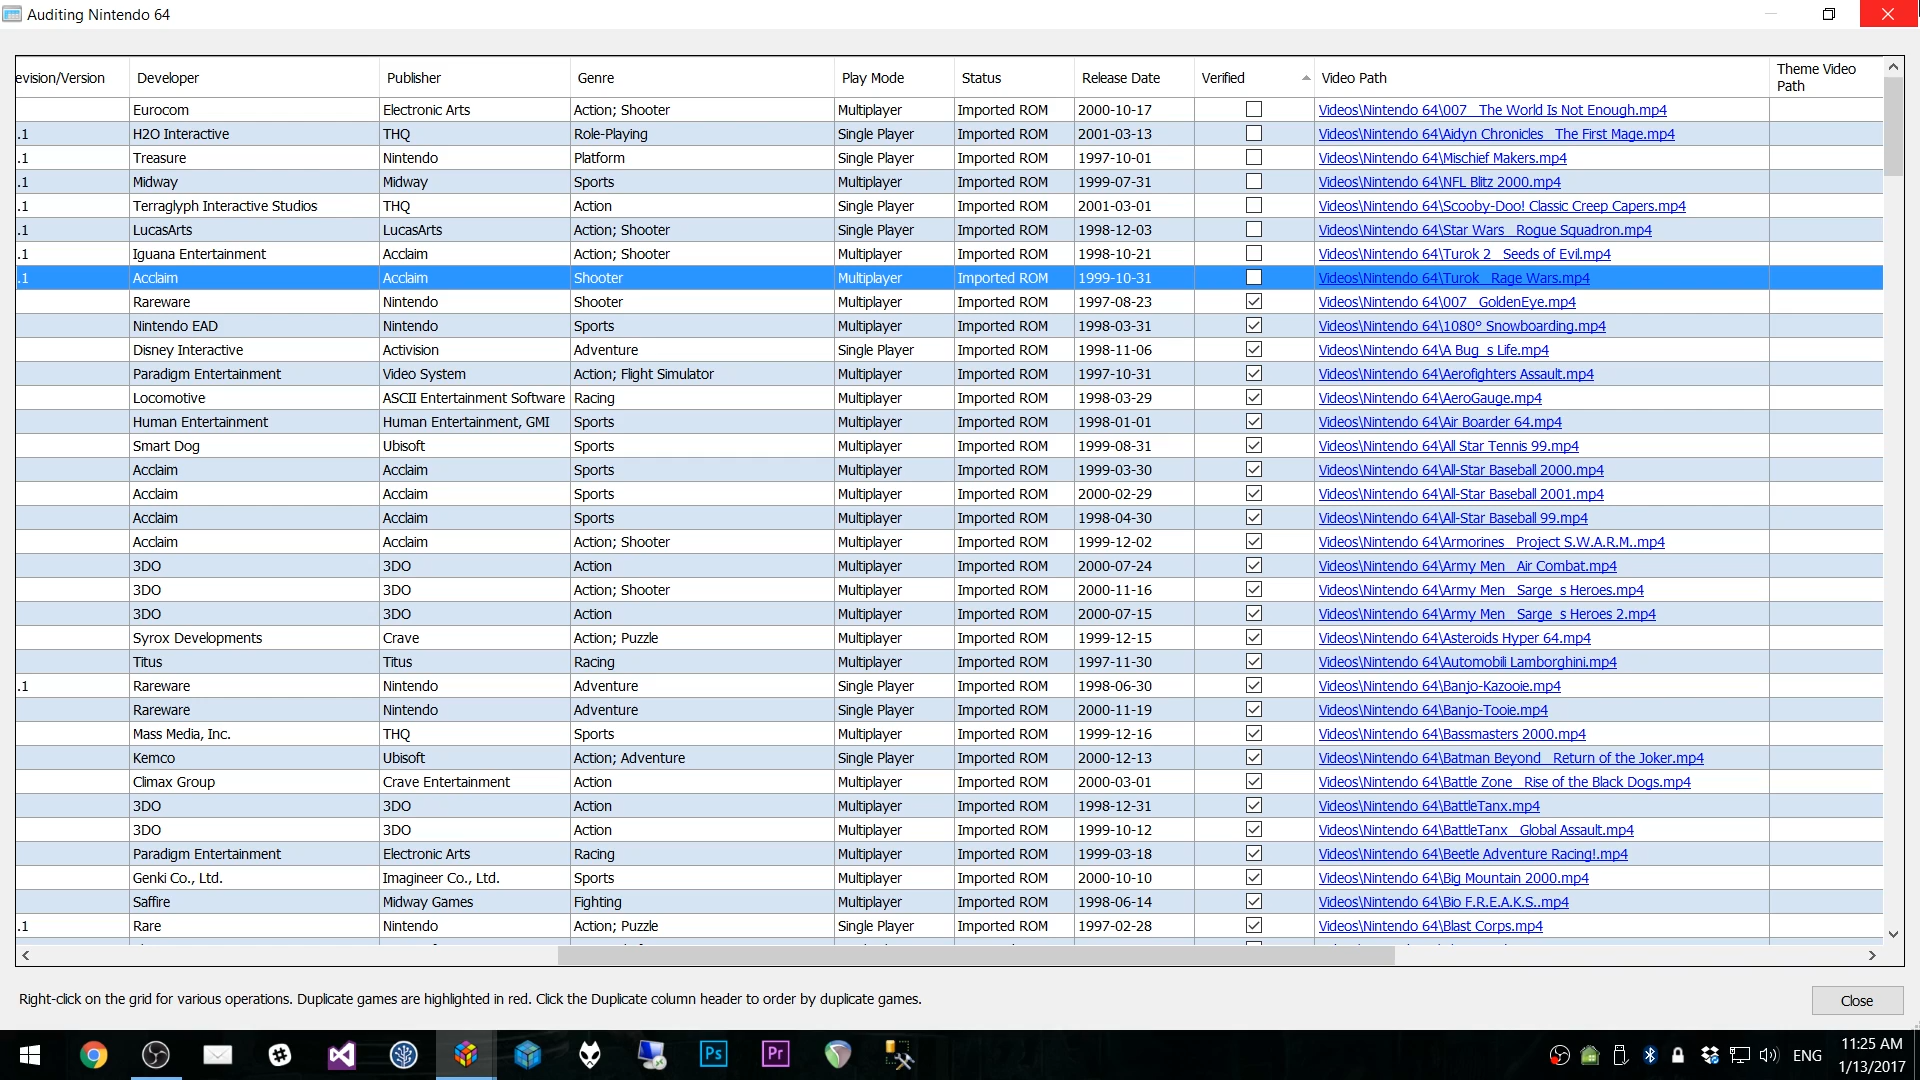 Auditing Nintendo 64
evision/Version Developer Publisher Genre Play Mode Status Release Date Verified Video Path Theme Video Path
Eurocom Electronic Arts Action; Shooter Multiplayer Imported ROM 2000-10-17 Videos\Nintendo 64\007_ The World Is Not Enough.mp4
.1 H2O Interactive THQ Role-Playing Single Player Imported ROM 2001-03-13 Videos\Nintendo 64\Aidyn Chronicles_ The First Mage.mp4
.1 Treasure Nintendo Platform Single Player Imported ROM 1997-10-01 Videos\Nintendo 64\Mischief Makers.mp4
.1 Midway Midway Sports Multiplayer Imported ROM 1999-07-31 Videos\Nintendo 64\NFL Blitz 2000.mp4
.1 Terraglyph Interactive Studios THQ Action Single Player Imported ROM 2001-03-01 Videos\Nintendo 64\Scooby-Doo! Classic Creep Capers.mp4
.1 LucasArts LucasArts Action; Shooter Single Player Imported ROM 1998-12-03 Videos\Nintendo 64\Star Wars_ Rogue Squadron.mp4
.1 Iguana Entertainment Acclaim Action; Shooter Multiplayer Imported ROM 1998-10-21 Videos\Nintendo 64\Turok 2_ Seeds of Evil.mp4
.1 Acclaim Acclaim Shooter Multiplayer Imported ROM 1999-10-31 Videos\Nintendo 64\Turok_ Rage Wars.mp4
Rareware Nintendo Shooter Multiplayer Imported ROM 1997-08-23 Videos\Nintendo 64\007_ GoldenEye.mp4
Nintendo EAD Nintendo Sports Multiplayer Imported ROM 1998-03-31 Videos\Nintendo 64\1080° Snowboarding.mp4
Disney Interactive Activision Adventure Single Player Imported ROM 1998-11-06 Videos\Nintendo 64\A Bug_s Life.mp4
Paradigm Entertainment Video System Action; Flight Simulator Multiplayer Imported ROM 1997-10-31 Videos\Nintendo 64\Aerofighters Assault.mp4
Locomotive ASCII Entertainment Software Racing Multiplayer Imported ROM 1998-03-29 Videos\Nintendo 64\AeroGauge.mp4
Human Entertainment Human Entertainment, GMI Sports Multiplayer Imported ROM 1998-01-01 Videos\Nintendo 64\Air Boarder 64.mp4
Smart Dog Ubisoft Sports Multiplayer Imported ROM 1999-08-31 Videos\Nintendo 64\All Star Tennis 99.mp4
Acclaim Acclaim Sports Multiplayer Imported ROM 1999-03-30 Videos\Nintendo 64\All-Star Baseball 2000.mp4
Acclaim Acclaim Sports Multiplayer Imported ROM 2000-02-29 Videos\Nintendo 64\All-Star Baseball 2001.mp4
Acclaim Acclaim Sports Multiplayer Imported ROM 1998-04-30 Videos\Nintendo 64\All-Star Baseball 99.mp4
Acclaim Acclaim Action; Shooter Multiplayer Imported ROM 1999-12-02 Videos\Nintendo 64\Armorines_ Project S.W.A.R.M..mp4
3DO 3DO Action Multiplayer Imported ROM 2000-07-24 Videos\Nintendo 64\Army Men_ Air Combat.mp4
3DO 3DO Action; Shooter Multiplayer Imported ROM 2000-11-16 Videos\Nintendo 64\Army Men_ Sarge_s Heroes.mp4
3DO 3DO Action Multiplayer Imported ROM 2000-07-15 Videos\Nintendo 64\Army Men_ Sarge_s Heroes 2.mp4
Syrox Developments Crave Action; Puzzle Multiplayer Imported ROM 1999-12-15 Videos\Nintendo 64\Asteroids Hyper 64.mp4
Titus Titus Racing Multiplayer Imported ROM 1997-11-30 Videos\Nintendo 64\Automobili Lamborghini.mp4
.1 Rareware Nintendo Adventure Single Player Imported ROM 1998-06-30 Videos\Nintendo 64\Banjo-Kazooie.mp4
Rareware Nintendo Adventure Single Player Imported ROM 2000-11-19 Videos\Nintendo 64\Banjo-Tooie.mp4
Mass Media, Inc. THQ Sports Multiplayer Imported ROM 1999-12-16 Videos\Nintendo 64\Bassmasters 2000.mp4
Kemco Ubisoft Action; Adventure Single Player Imported ROM 2000-12-13 Videos\Nintendo 64\Batman Beyond_ Return of the Joker.mp4
Climax Group Crave Entertainment Action Multiplayer Imported ROM 2000-03-01 Videos\Nintendo 64\Battle Zone_ Rise of the Black Dogs.mp4
3DO 3DO Action Multiplayer Imported ROM 1998-12-31 Videos\Nintendo 64\BattleTanx.mp4
3DO 3DO Action Multiplayer Imported ROM 1999-10-12 Videos\Nintendo 64\BattleTanx_ Global Assault.mp4
Paradigm Entertainment Electronic Arts Racing Multiplayer Imported ROM 1999-03-18 Videos\Nintendo 64\Beetle Adventure Racing!.mp4
Genki Co., Ltd. Imagineer Co., Ltd. Sports Multiplayer Imported ROM 2000-10-10 Videos\Nintendo 64\Big Mountain 2000.mp4
Saffire Midway Games Fighting Multiplayer Imported ROM 1998-06-14 Videos\Nintendo 64\Bio F.R.E.A.K.S..mp4
.1 Rare Nintendo Action; Puzzle Single Player Imported ROM 1997-02-28 Videos\Nintendo 64\Blast Corps.mp4
Right-click on the grid for various operations. Duplicate games are highlighted in red. Click the Duplicate column header to order by duplicate games.
Close
Ps Pr
ENG
11:25 AM
1/13/2017